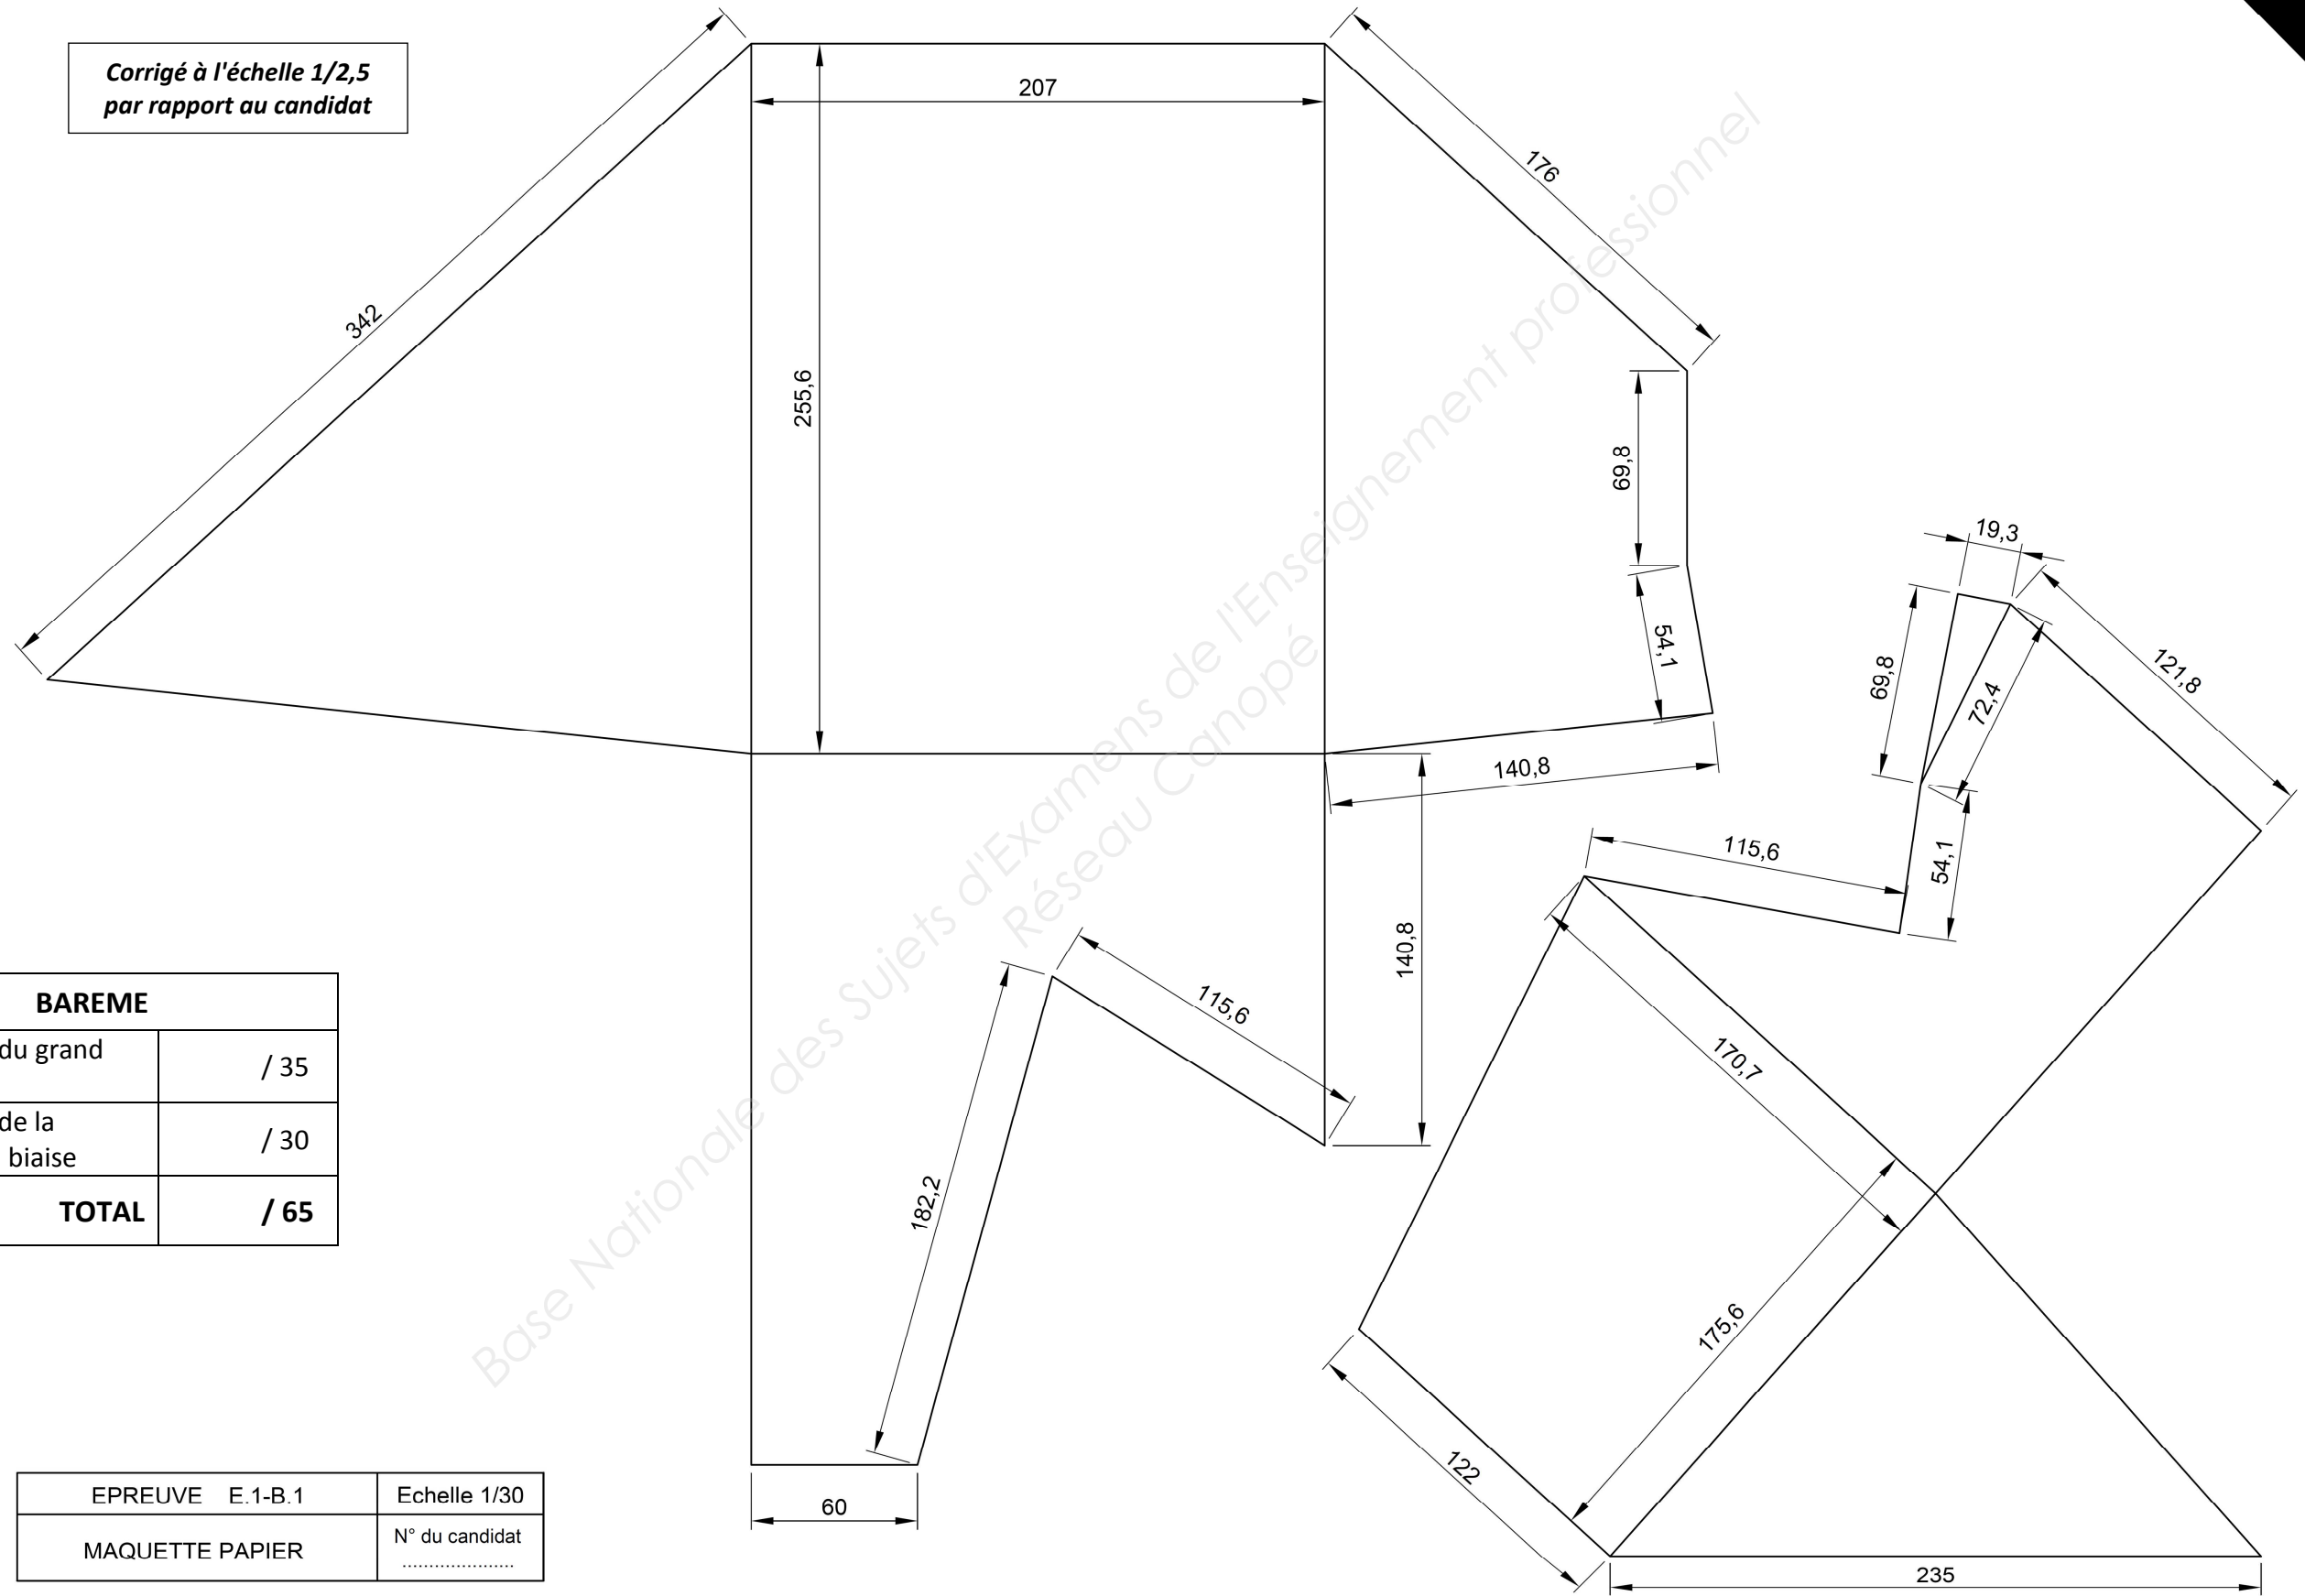 Corrigé à l'échelle 1/2,5
par rapport au candidat
207
176
342
255,6
69,8
54,1
140,8
140,8
19,3
69,8
72,4
121,8
115,6
54,1
115,6
182,2
170,7
175,6
122
60
235
BAREME
du grand
/ 35
de la
biaise
/ 30
TOTAL
/ 65
EPREUVE E.1-B.1
Echelle 1/30
MAQUETTE PAPIER
N° du candidat
.....................
Base Nationale des Sujets d'Examens de l'Enseignement professionnel
Réseau Canopé